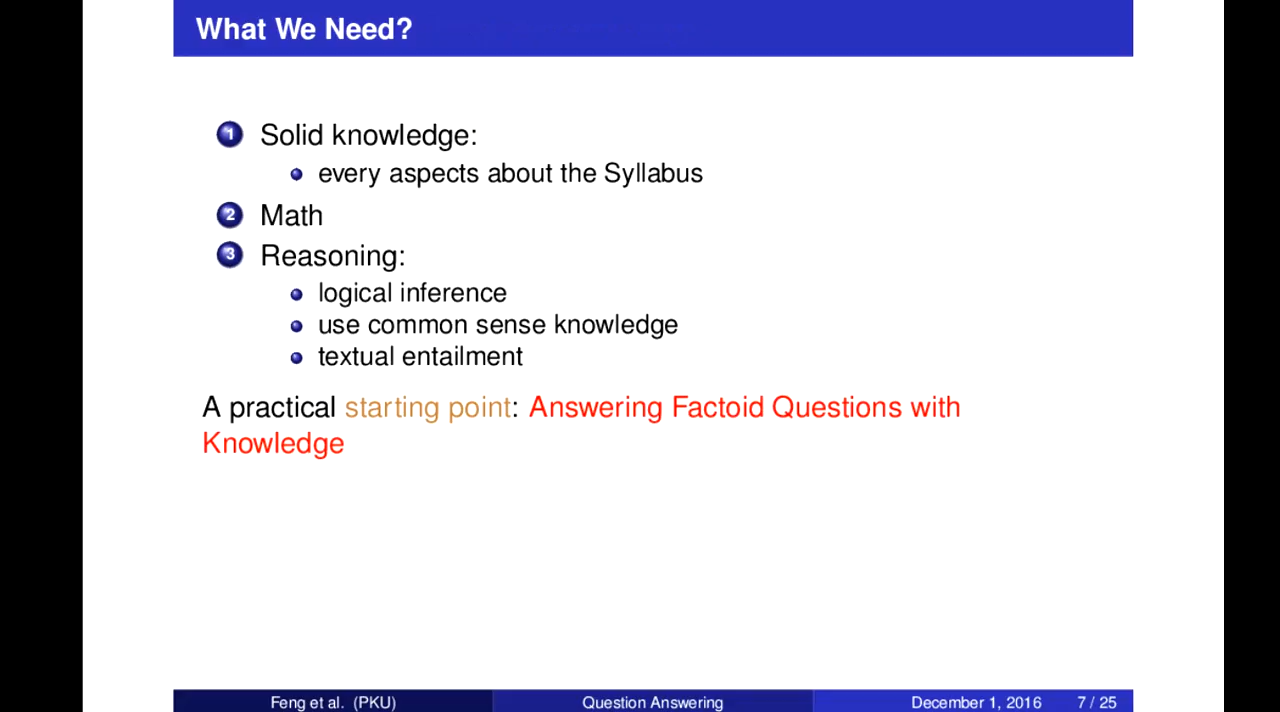 What We Need?
1 Solid knowledge:
every aspects about the Syllabus
2 Math
3 Reasoning:
logical inference
use common sense knowledge
textual entailment
A practical starting point: Answering Factoid Questions with
Knowledge
Feng et al. (PKU) Question Answering December 1, 2016 7 / 25